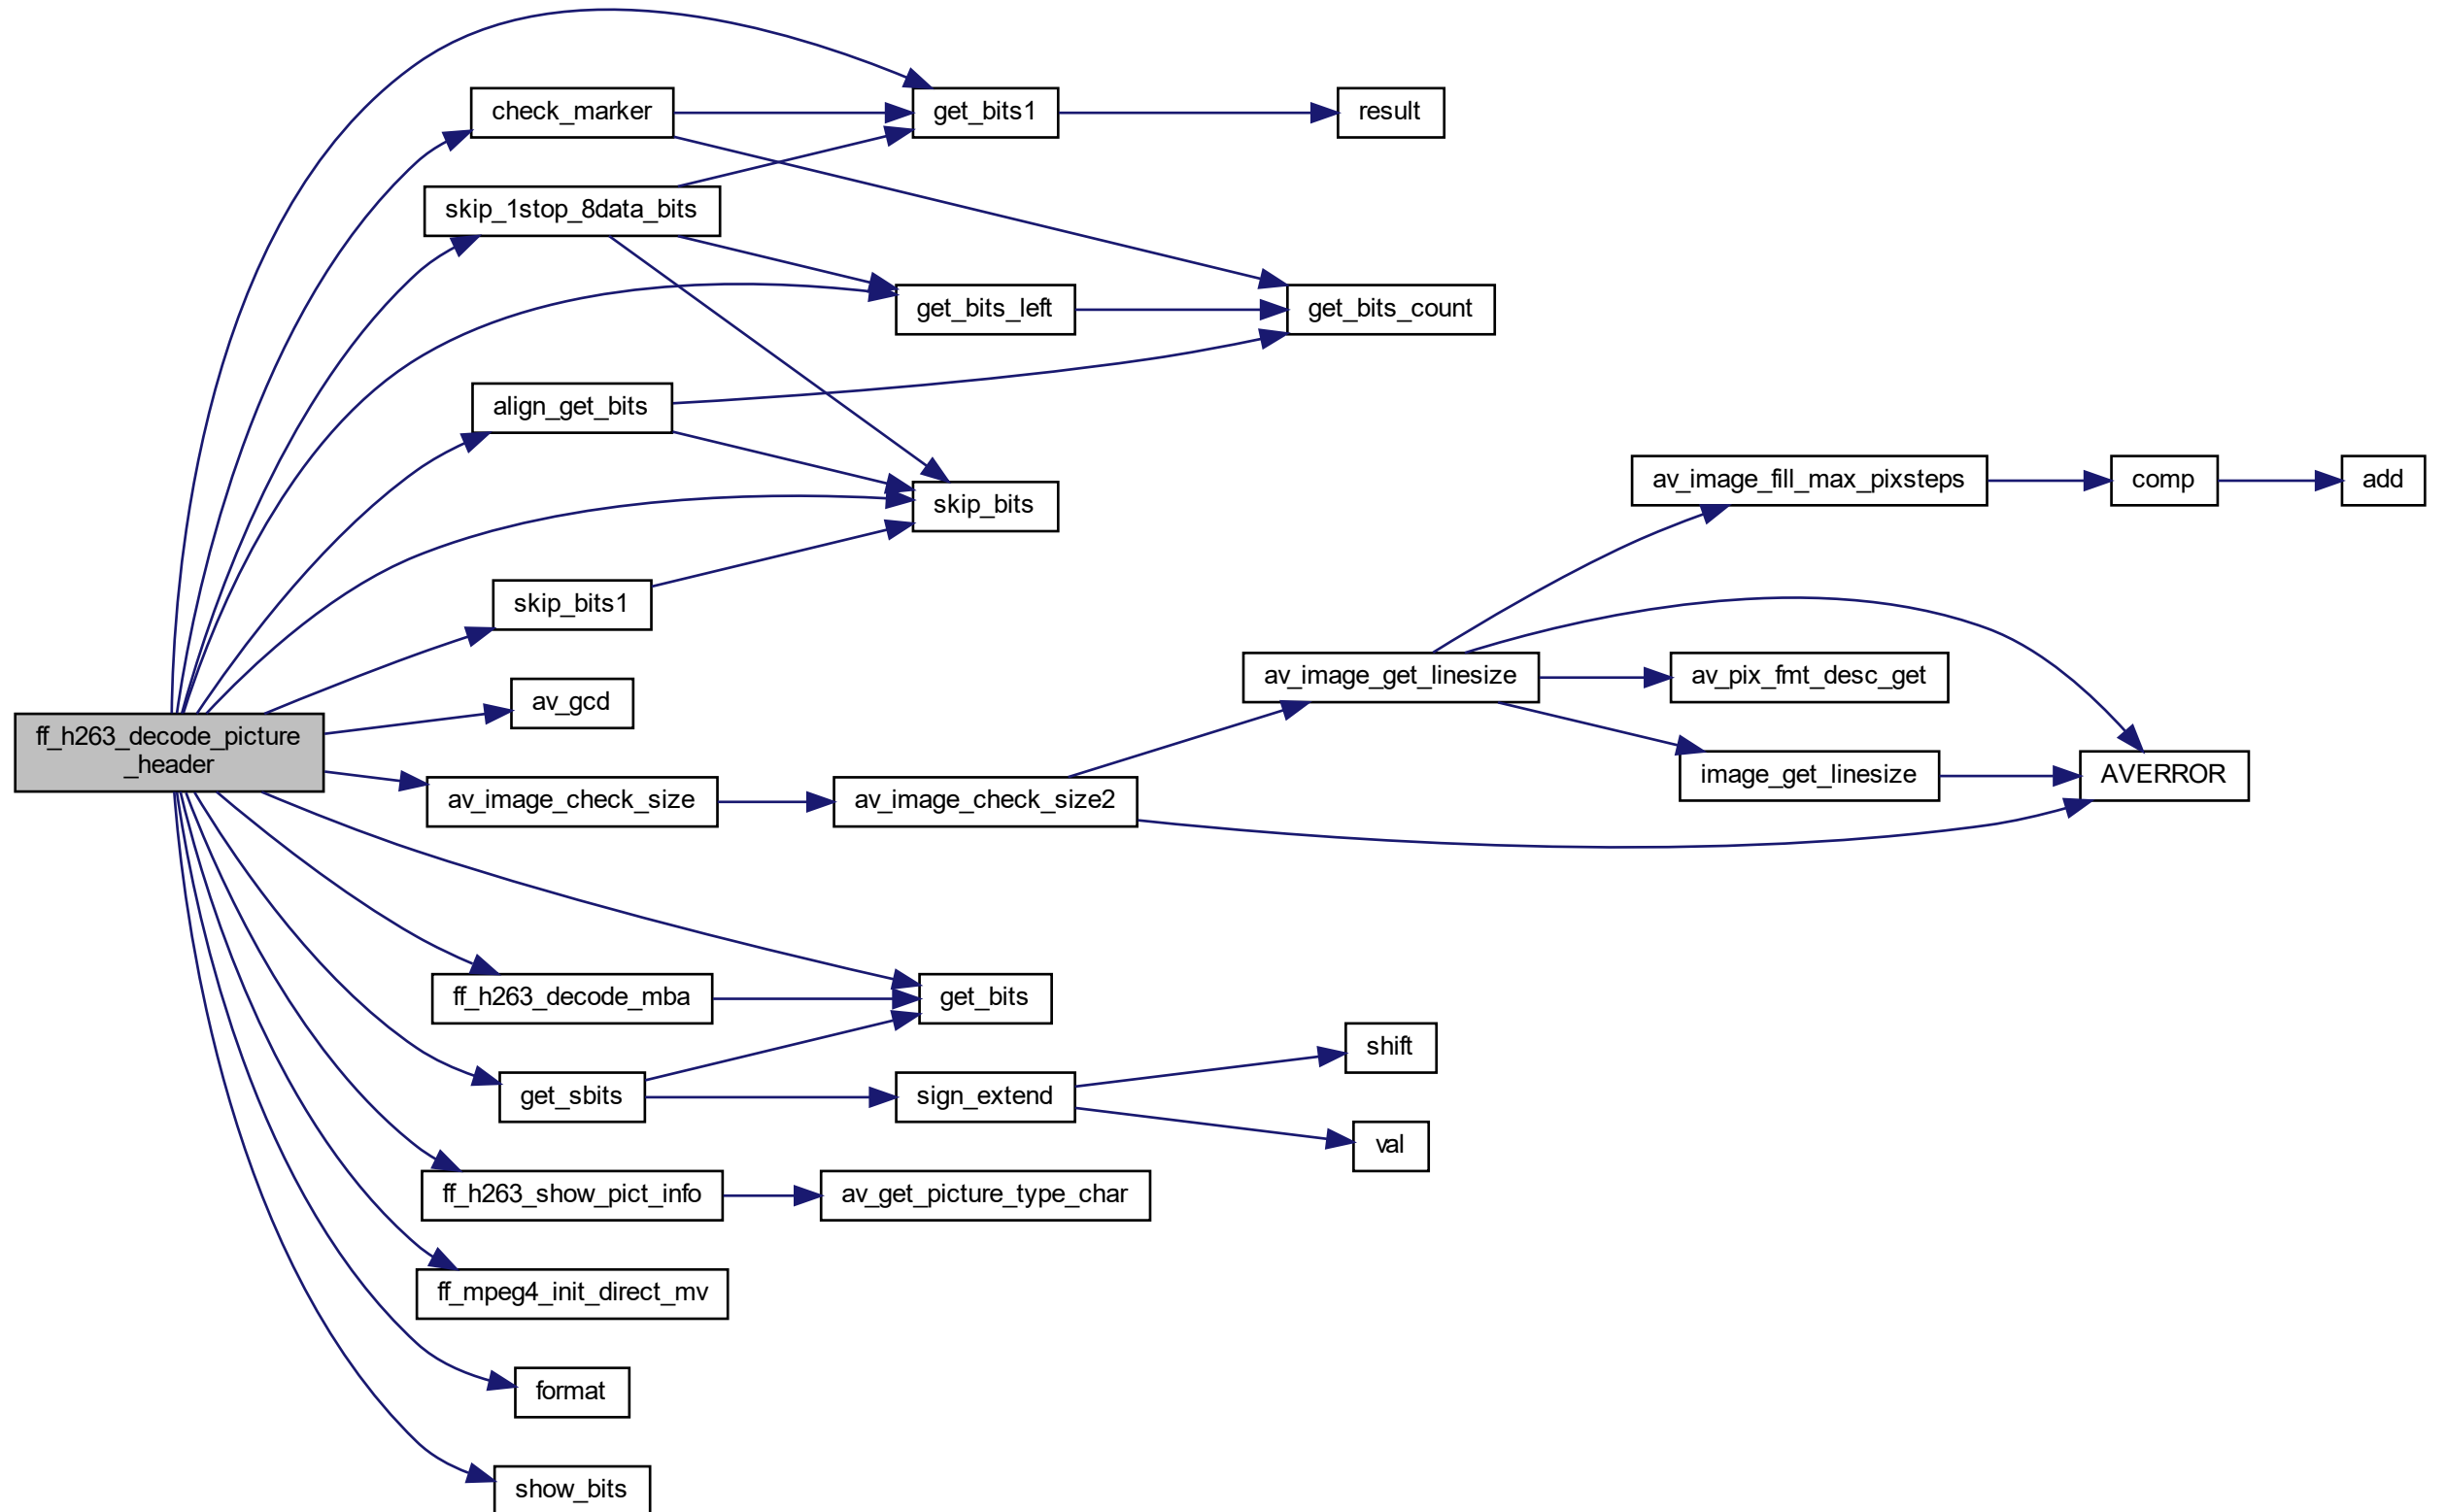 check_marker
get_bits1
result
skip_1stop_8data_bits
get_bits_left
get_bits_count
align_get_bits
skip_bits
av_image_fill_max_pixsteps
comp
add
skip_bits1
av_image_get_linesize
av_pix_fmt_desc_get
av_gcd
ff_h263_decode_picture
_header
image_get_linesize
AVERROR
av_image_check_size
av_image_check_size2
ff_h263_decode_mba
get_bits
shift
get_sbits
sign_extend
val
ff_h263_show_pict_info
av_get_picture_type_char
ff_mpeg4_init_direct_mv
format
show_bits